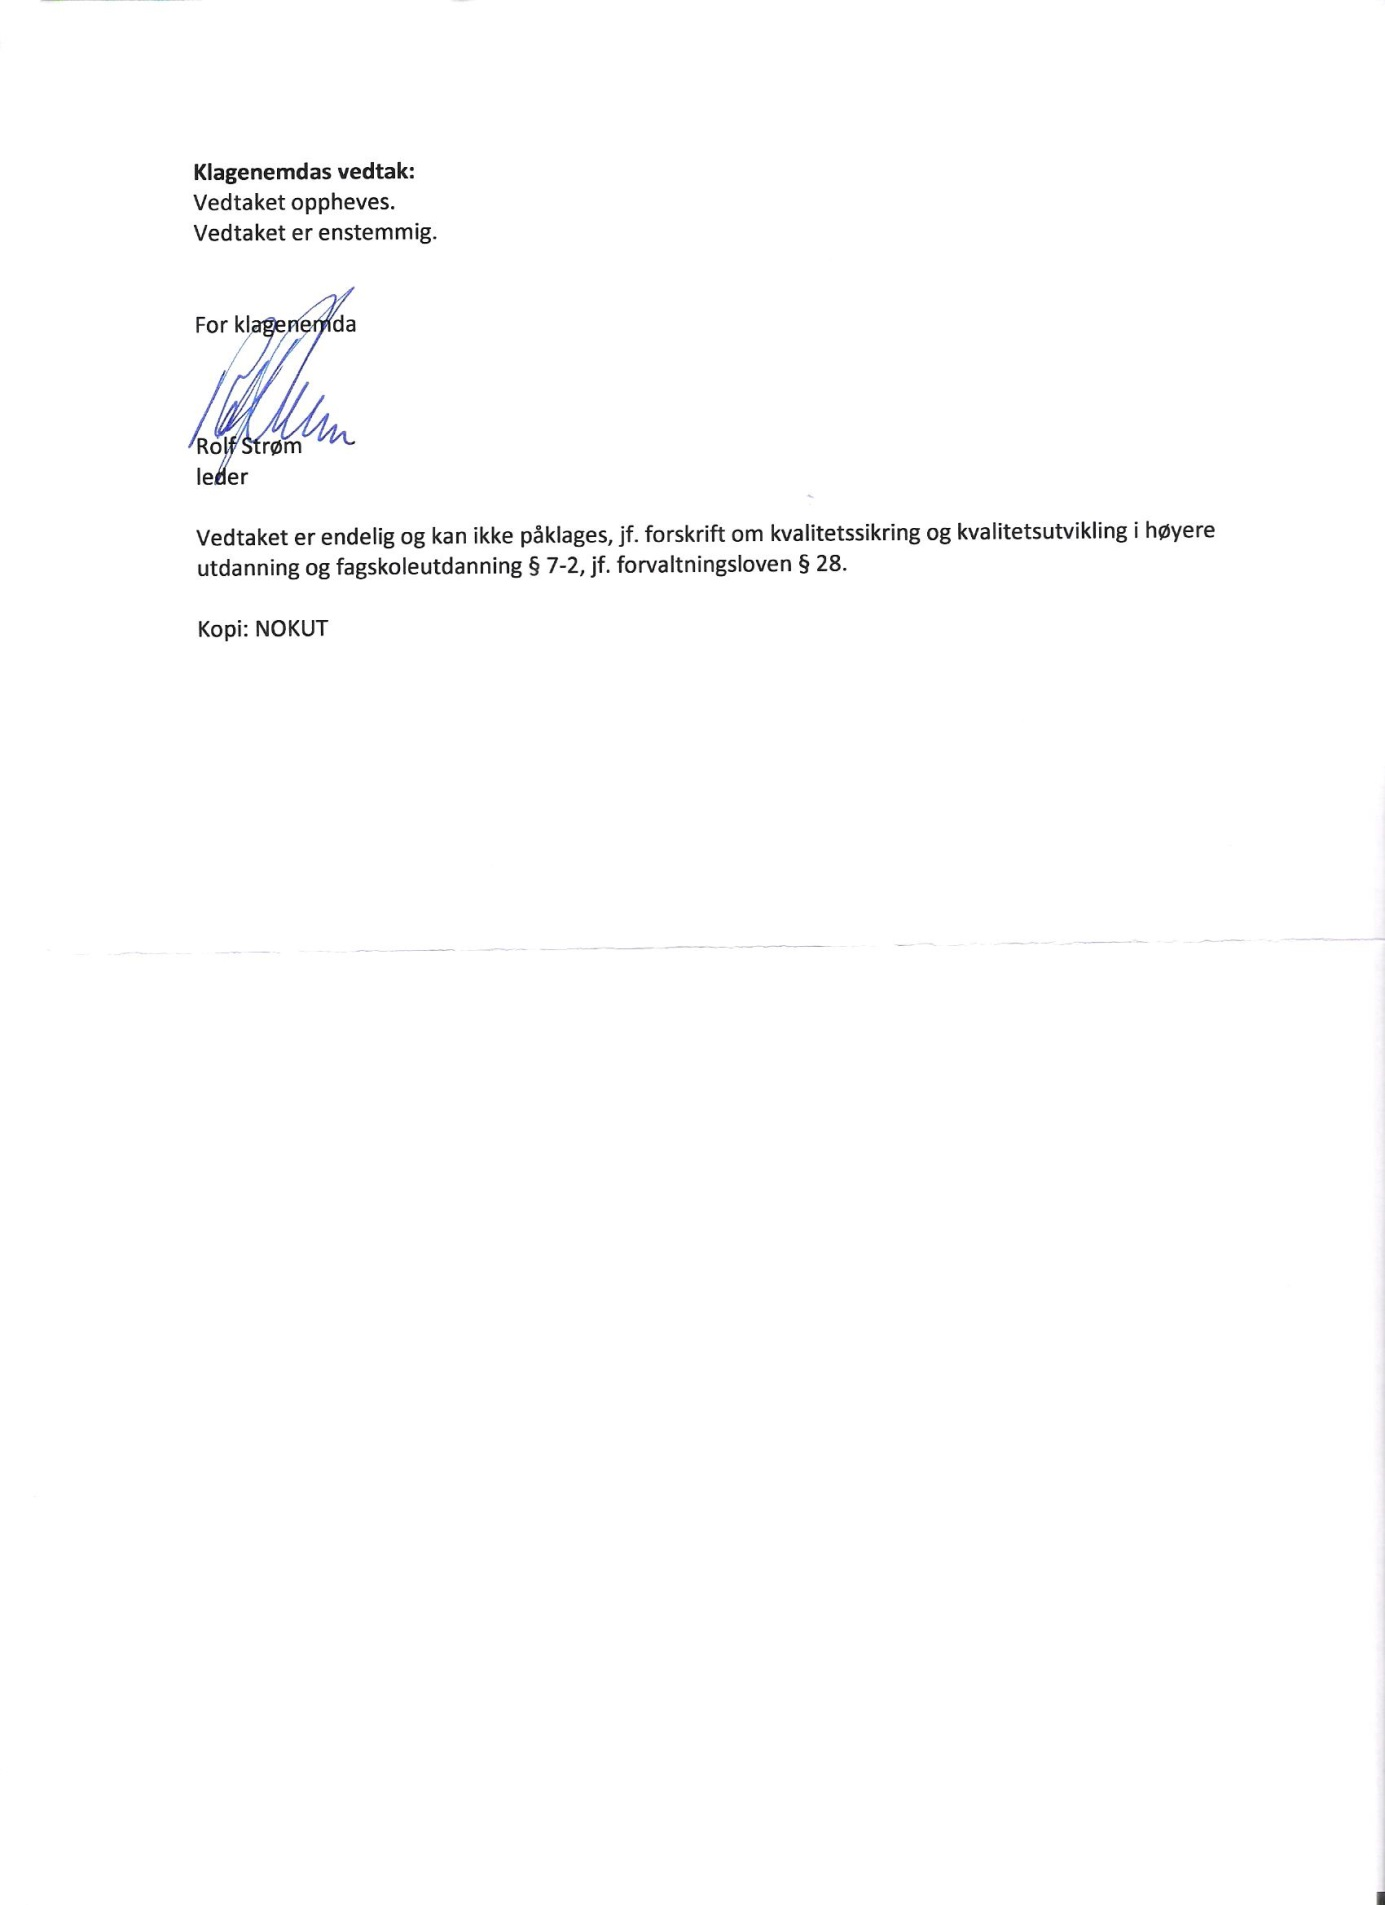 Klagenemdas vedtak:
Vedtaket oppheves.
Vedtaket er enstemmig.
For klagenemda
Rolf Strøm
leder
Vedtaket er endelig og kan ikke påklages, jf. forskrift om kvalitetssikring og kvalitetsutvikling i høyere
utdanning og fagskoleutdanning § 7-2, jf. forvaltningsloven § 28.
Kopi: NOKUT